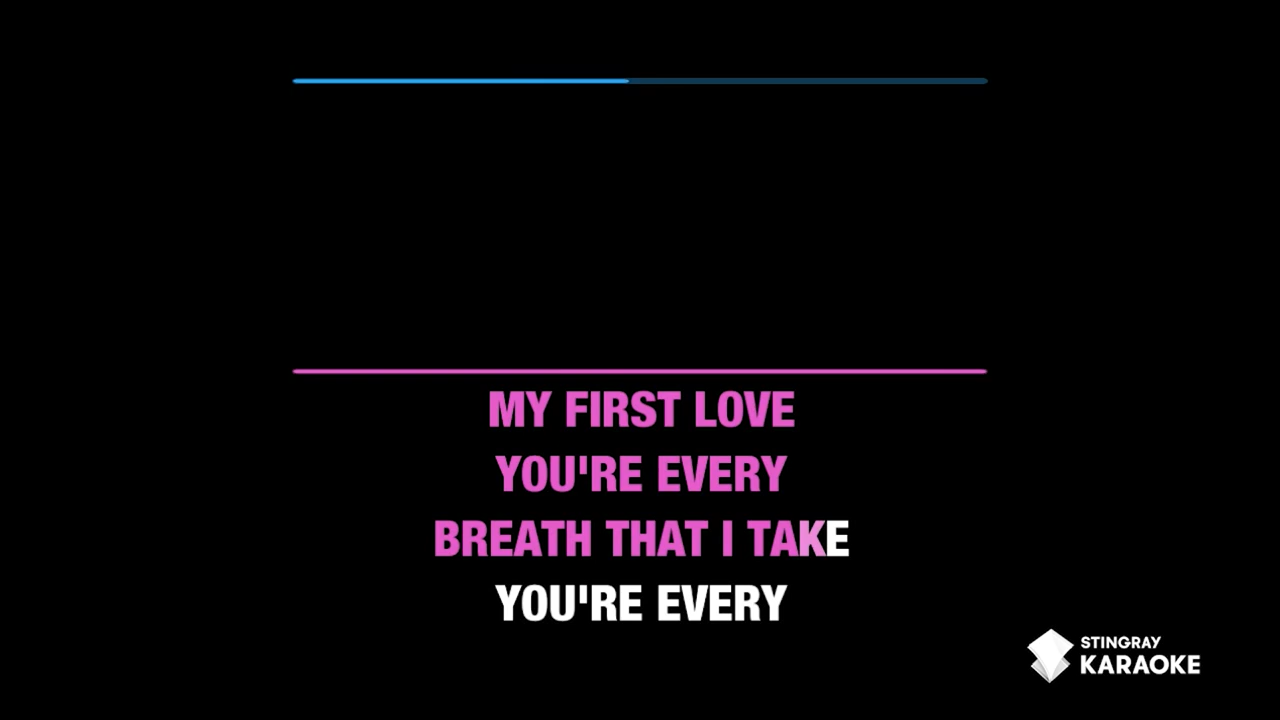 MY FIRST LOVE
YOU'RE EVERY
BREATH THAT I TAKE
YOU'RE EVERY
STINGRAY
KARAOKE